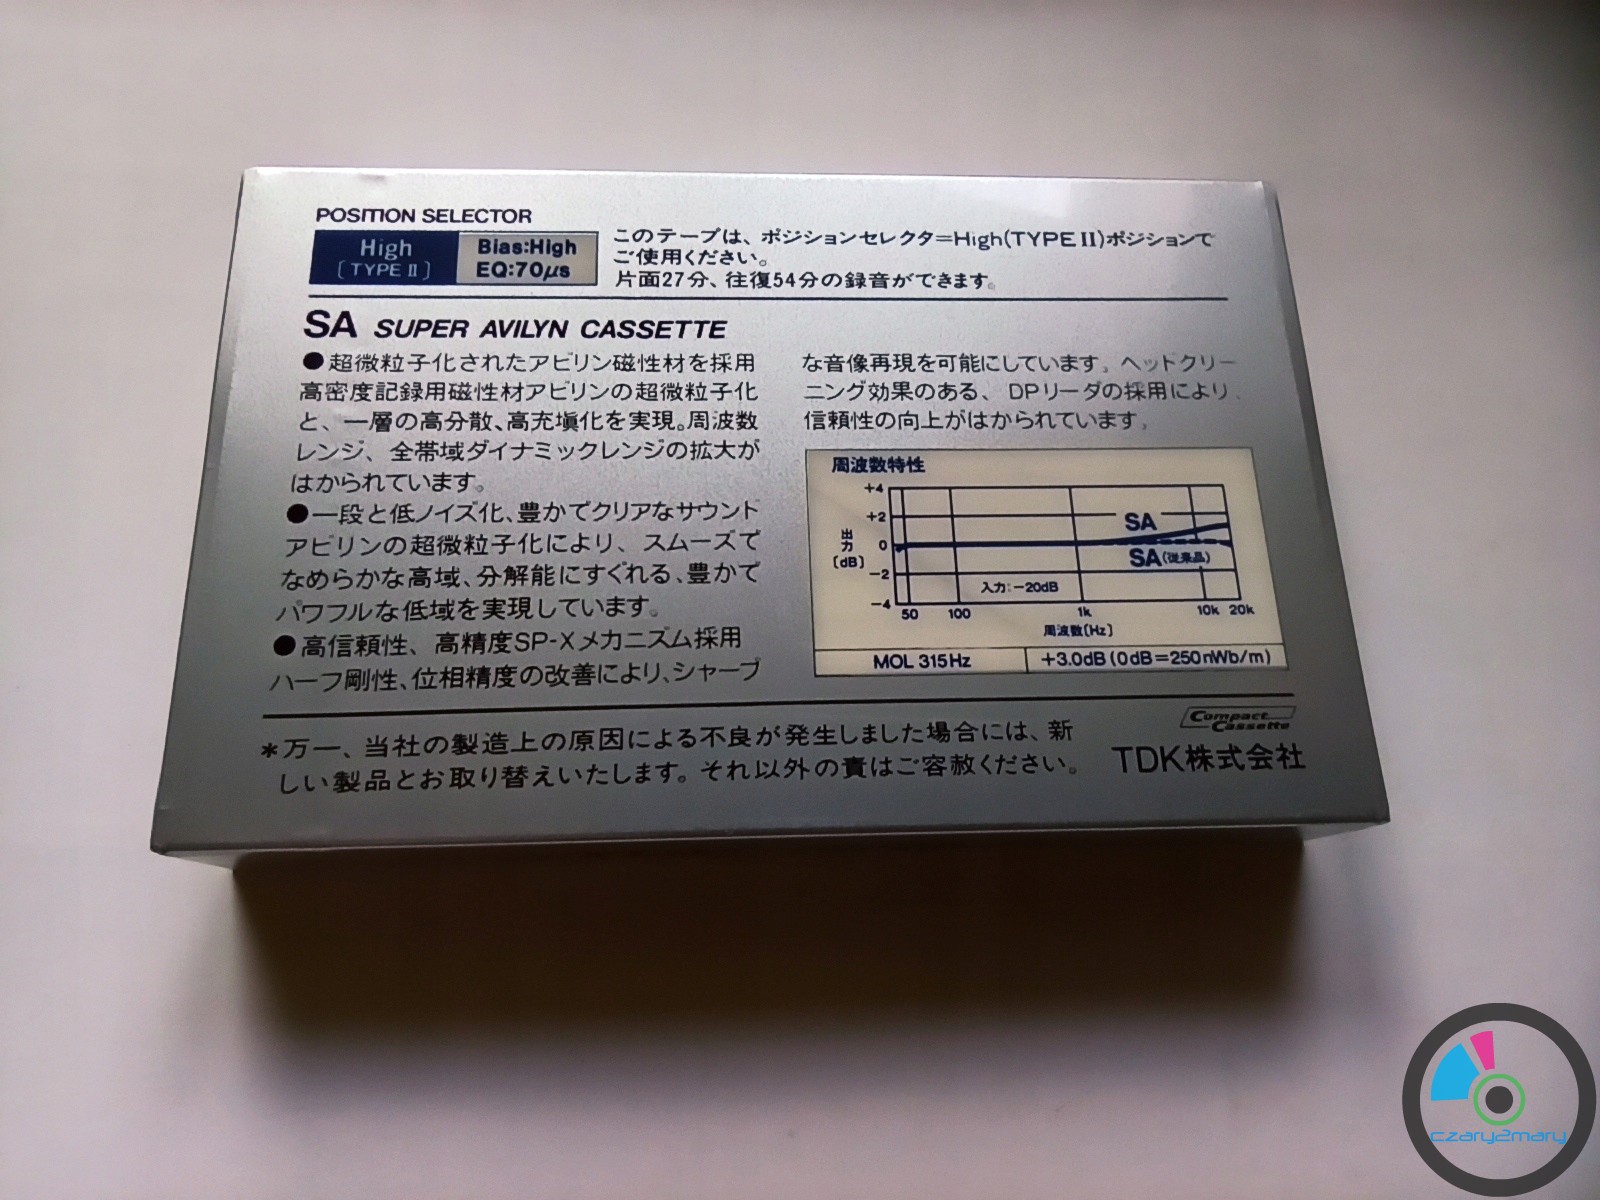 POSITION SELECTOR
High
[TYPE II]
Bias:High
EQ:70μs
このテープは、ポジションセレクタ=High(TYPE II)ポジションで
ご使用ください。
片面27分、往復54分の録音ができます。
SA SUPER AVILYN CASSETTE
●超微粒子化されたアビリン磁性材を採用
高密度記録用磁性材アビリンの超微粒子化
と、一層の高分散、高充塡化を実現。周波数
レンジ、全帯域ダイナミックレンジの拡大が
はかられています。
●一段と低ノイズ化、豊かでクリアなサウンド
アビリンの超微粒子化により、スムーズで
なめらかな高域、分解能にすぐれる、豊かで
パワフルな低域を実現しています。
●高信頼性、高精度SP-Xメカニズム採用
ハーフ剛性、位相精度の改善により、シャープ
な音像再現を可能にしています。ヘッドクリー
ニング効果のある、DPリーダの採用により、
信頼性の向上がはかられています。
周波数特性
+4
+2
0
-2
-4
出力
[dB]
SA
SA(従来品)
入力:-20dB
50 100 1k 10k 20k
周波数[Hz]
MOL 315Hz
+3.0dB (0dB=250nWb/m)
*万一、当社の製造上の原因による不良が発生しました場合には、新
しい製品とお取り替えいたします。それ以外の責はご容赦ください。
Compact
Cassette
TDK株式会社
czary2mary